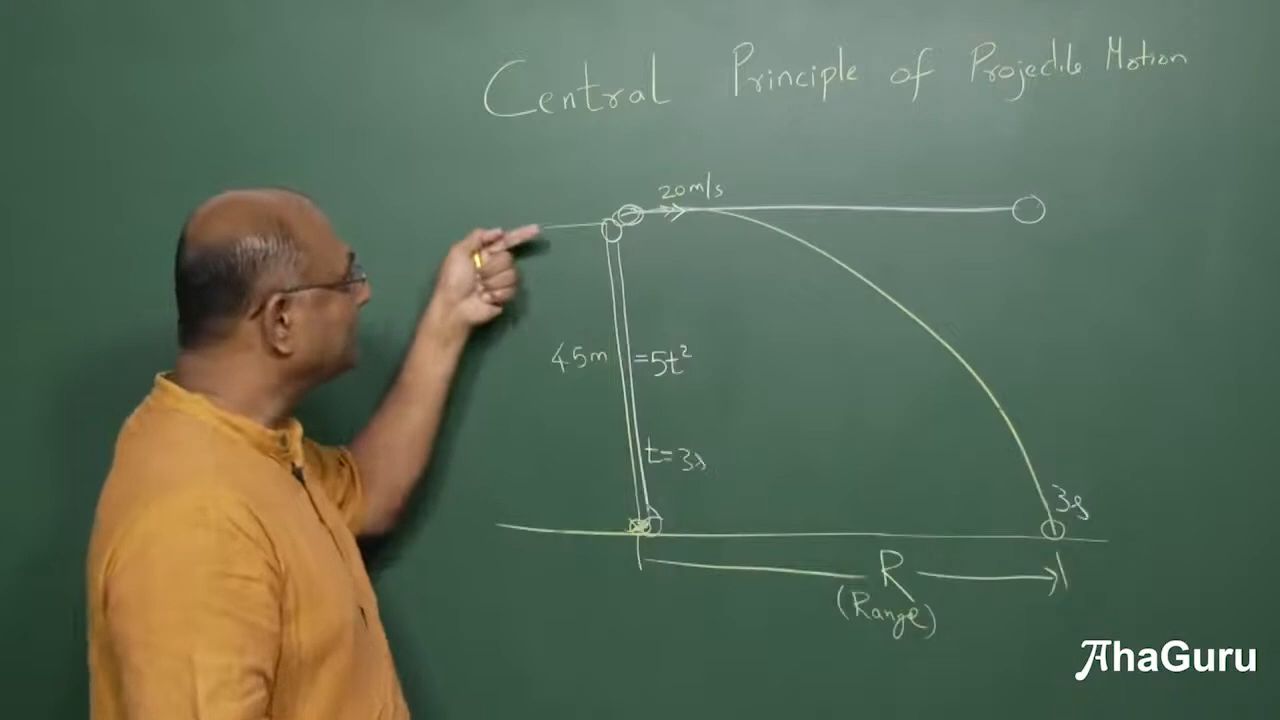 Central Principle of Projectile Motion
20m/s
45m = 5t²
t = 3s
3s
R
(Range)
AhaGuru